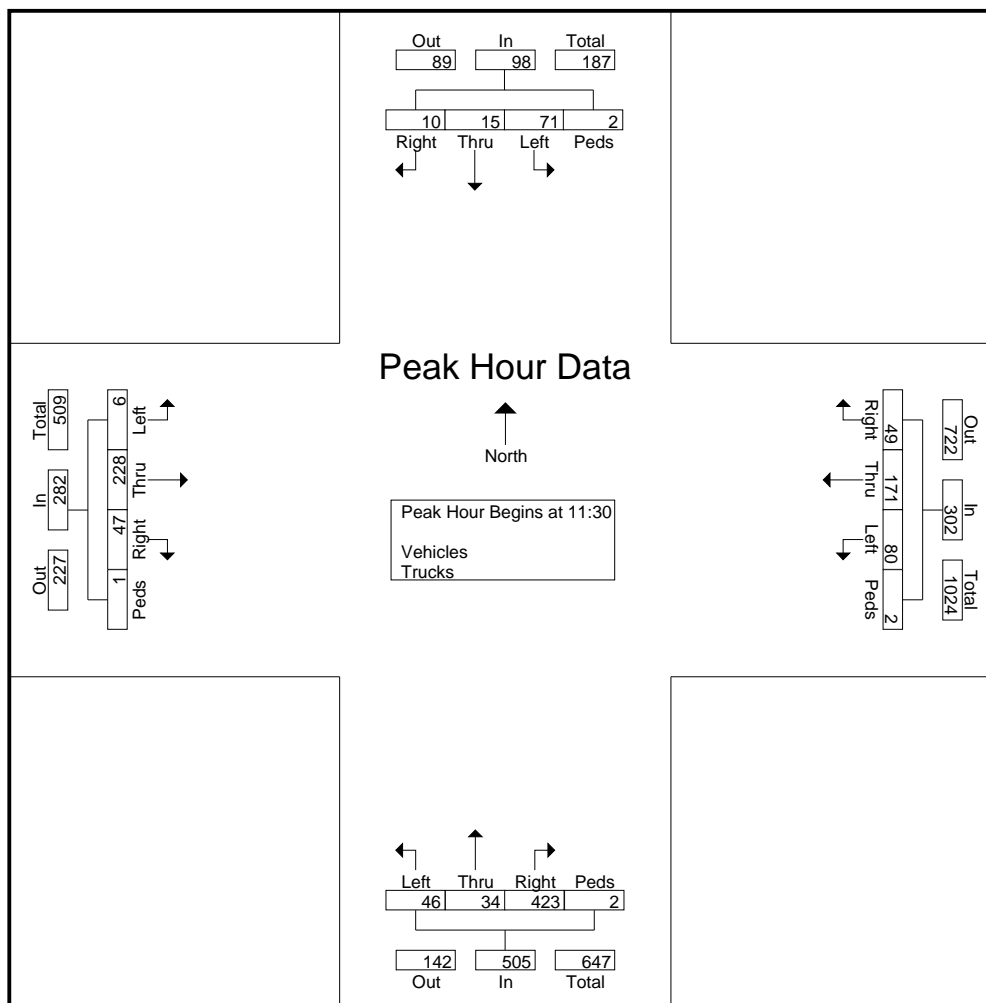 Out In Total
89 98 187
10 15 71 2
Right Thru Left Peds
Peak Hour Data
North
Peak Hour Begins at 11:30
Vehicles
Trucks
Total In Out
509 282 227
6 228 47 1
Left Thru Right Peds
Out In Total
722 302 1024
49 171 80 2
Right Thru Left Peds
Left Thru Right Peds
46 34 423 2
142 505 647
Out In Total